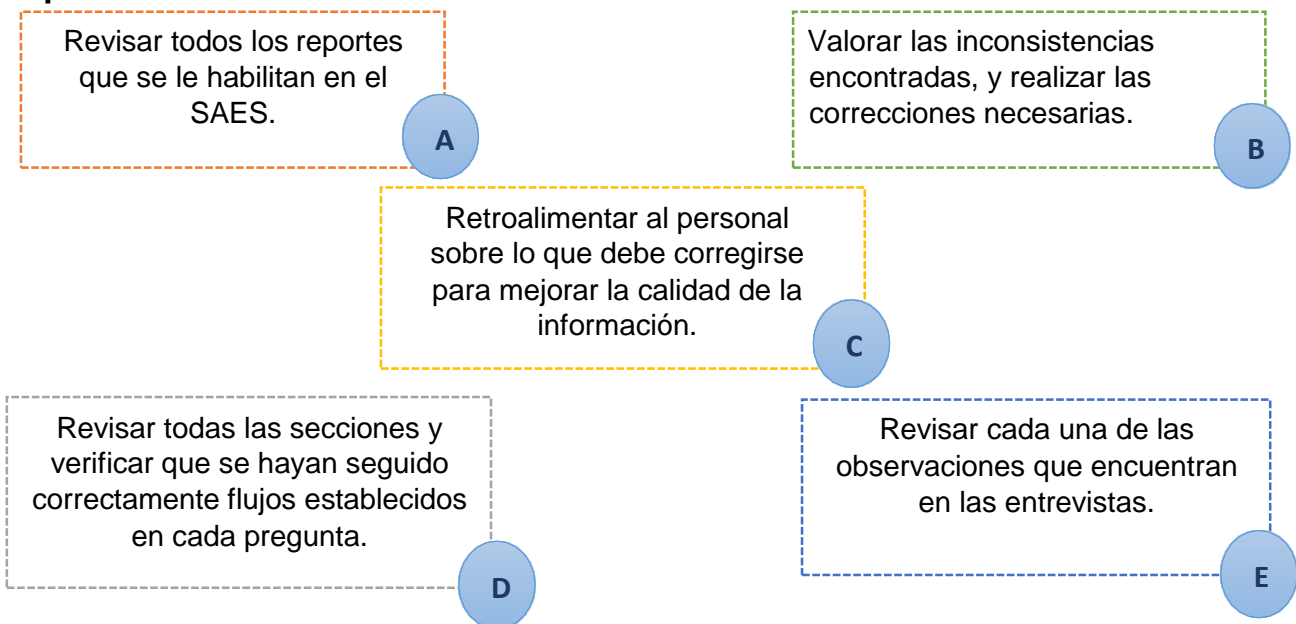 Revisar todos los reportes
que se le habilitan en el
SAES.
A
Valorar las inconsistencias
encontradas, y realizar las
correcciones necesarias.
B
Retroalimentar al personal
sobre lo que debe corregirse
para mejorar la calidad de la
información.
C
Revisar todas las secciones y
verificar que se hayan seguido
correctamente flujos establecidos
en cada pregunta.
D
Revisar cada una de las
observaciones que encuentran
en las entrevistas.
E